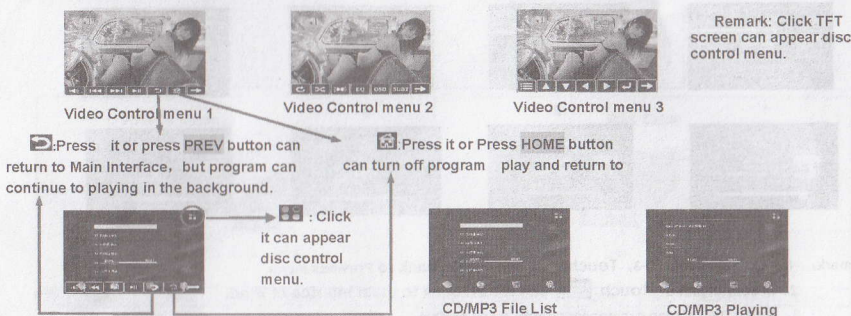 Remark: Click TFT
screen can appear disc
control menu.
EQ OSD
Video Control menu 1
Video Control menu 2
Video Control menu 3
:Press it or press PREV button can
return to Main Interface, but program can
continue to playing in the background.
:Press it or Press HOME button
can turn off program play and return to
: Click
it can appear
disc control
menu.
CD/MP3 File List
CD/MP3 Playing